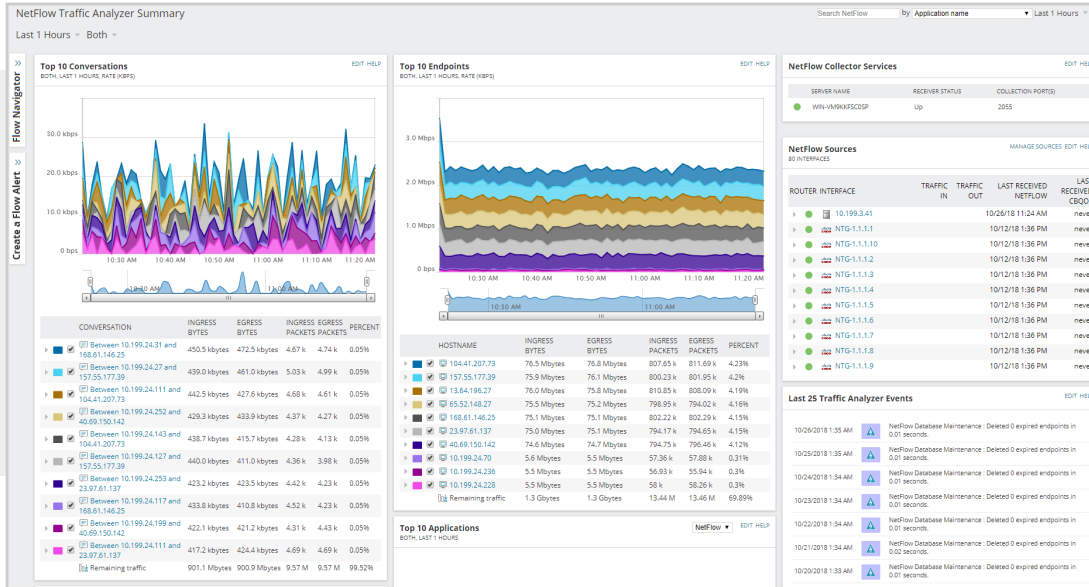 NetFlow Traffic Analyzer Summary
Search NetFlow by Application name Last 1 Hours
Last 1 Hours Both
Flow Navigator
Create a Flow Alert
Top 10 Conversations EDIT HELP
BOTH, LAST 1 HOURS, RATE (KBPS)
30.0 kbps
20.0 kbps
10.0 kbps
0 bps
10:30 AM 10:40 AM 10:50 AM 11:00 AM 11:10 AM 11:20 AM
10:30 AM 11:00 AM
CONVERSATION INGRESS BYTES EGRESS BYTES INGRESS PACKETS EGRESS PACKETS PERCENT
Between 10.199.24.31 and 168.61.146.25 450.5 kbytes 472.5 kbytes 4.67 k 4.74 k 0.05%
Between 10.199.24.27 and 157.55.177.39 439.0 kbytes 461.0 kbytes 5.03 k 4.99 k 0.05%
Between 10.199.24.111 and 104.41.207.73 442.5 kbytes 427.6 kbytes 4.68 k 4.61 k 0.05%
Between 10.199.24.252 and 40.69.150.142 429.3 kbytes 433.9 kbytes 4.37 k 4.27 k 0.05%
Between 10.199.24.143 and 104.41.207.73 438.7 kbytes 415.7 kbytes 4.28 k 4.13 k 0.05%
Between 10.199.24.127 and 157.55.177.39 440.0 kbytes 411.0 kbytes 4.36 k 3.98 k 0.05%
Between 10.199.24.253 and 23.97.61.137 423.2 kbytes 423.5 kbytes 4.42 k 4.23 k 0.05%
Between 10.199.24.117 and 168.61.146.25 433.8 kbytes 410.8 kbytes 4.52 k 4.23 k 0.05%
Between 10.199.24.199 and 40.69.150.142 422.1 kbytes 421.2 kbytes 4.31 k 4.43 k 0.05%
Between 10.199.24.111 and 23.97.61.137 417.2 kbytes 424.4 kbytes 4.69 k 4.69 k 0.05%
Remaining traffic 901.1 Mbytes 900.9 Mbytes 9.57 M 9.57 M 99.52%
Top 10 Endpoints EDIT HELP
BOTH, LAST 1 HOURS, RATE (KBPS)
3.0 Mbps
2.0 Mbps
1.0 Mbps
0 bps
10:30 AM 10:40 AM 10:50 AM 11:00 AM 11:10 AM 11:20 AM
10:30 AM 11:00 AM
HOSTNAME INGRESS BYTES EGRESS BYTES INGRESS PACKETS EGRESS PACKETS PERCENT
104.41.207.73 76.5 Mbytes 76.8 Mbytes 807.65 k 811.69 k 4.23%
157.55.177.39 75.9 Mbytes 76.1 Mbytes 800.23 k 801.95 k 4.2%
13.64.196.27 76.0 Mbytes 75.8 Mbytes 810.85 k 808.09 k 4.19%
65.52.148.27 75.5 Mbytes 75.2 Mbytes 798.95 k 794.02 k 4.16%
168.61.146.25 75.1 Mbytes 75.1 Mbytes 802.22 k 802.29 k 4.15%
23.97.61.137 75.0 Mbytes 75.1 Mbytes 794.17 k 794.65 k 4.15%
40.69.150.142 74.6 Mbytes 74.7 Mbytes 794.75 k 796.46 k 4.12%
10.199.24.70 5.6 Mbytes 5.5 Mbytes 57.36 k 57.88 k 0.31%
10.199.24.236 5.5 Mbytes 5.5 Mbytes 56.93 k 55.94 k 0.3%
10.199.24.228 5.5 Mbytes 5.5 Mbytes 58 k 58.26 k 0.3%
Remaining traffic 1.3 Gbytes 1.3 Gbytes 13.44 M 13.46 M 69.89%
Top 10 Applications NetFlow EDIT HELP
BOTH, LAST 1 HOURS
NetFlow Collector Services EDIT HEL
SERVER NAME RECEIVER STATUS COLLECTION PORT(S)
WIN-VM9KKFSC0SP Up 2055
NetFlow Sources MANAGE SOURCES EDIT HEL
80 INTERFACES
ROUTER INTERFACE TRAFFIC IN TRAFFIC OUT LAST RECEIVED NETFLOW LAS RECEIVE CBQO
10.199.3.41 10/26/18 11:24 AM neve
NTG-1.1.1.1 10/12/18 1:36 PM neve
NTG-1.1.1.10 10/12/18 1:36 PM neve
NTG-1.1.1.2 10/12/18 1:36 PM neve
NTG-1.1.1.3 10/12/18 1:36 PM neve
NTG-1.1.1.4 10/12/18 1:36 PM neve
NTG-1.1.1.5 10/12/18 1:36 PM neve
NTG-1.1.1.6 10/12/18 1:36 PM neve
NTG-1.1.1.7 10/12/18 1:36 PM neve
NTG-1.1.1.8 10/12/18 1:36 PM neve
NTG-1.1.1.9 10/12/18 1:36 PM neve
Last 25 Traffic Analyzer Events EDIT HEL
10/26/2018 1:35 AM NetFlow Database Maintenance : Deleted 0 expired endpoints in 0.01 seconds.
10/25/2018 1:35 AM NetFlow Database Maintenance : Deleted 0 expired endpoints in 0.01 seconds.
10/24/2018 1:34 AM NetFlow Database Maintenance : Deleted 0 expired endpoints in 0.01 seconds.
10/23/2018 1:34 AM NetFlow Database Maintenance : Deleted 0 expired endpoints in 0.01 seconds.
10/22/2018 1:34 AM NetFlow Database Maintenance : Deleted 0 expired endpoints in 0.01 seconds.
10/21/2018 1:34 AM NetFlow Database Maintenance : Deleted 0 expired endpoints in 0.02 seconds.
10/20/2018 1:33 AM NetFlow Database Maintenance : Deleted 0 expired endpoints in 0.01 seconds.